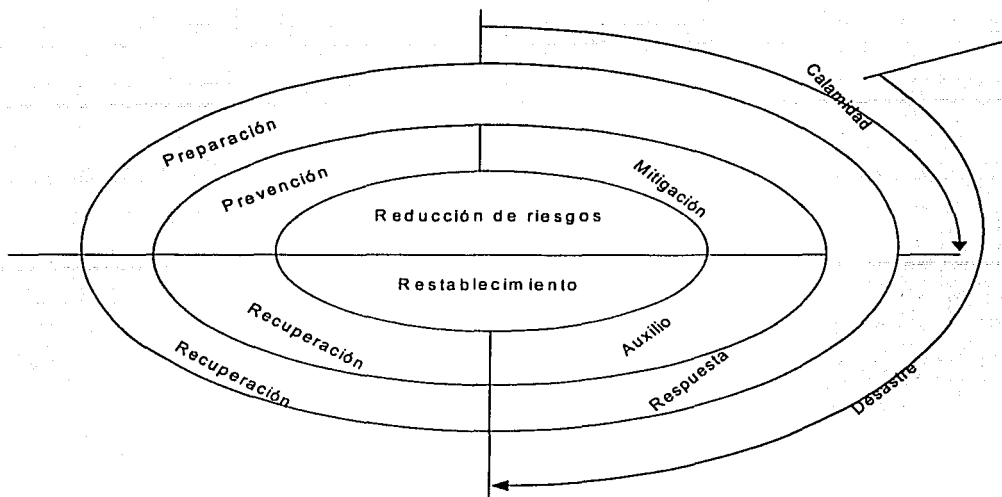 Calamidad
Preparación
Prevención
Mitigación
Reducción de riesgos
Restablecimiento
Recuperación
Auxilio
Recuperación
Respuesta
Desastre